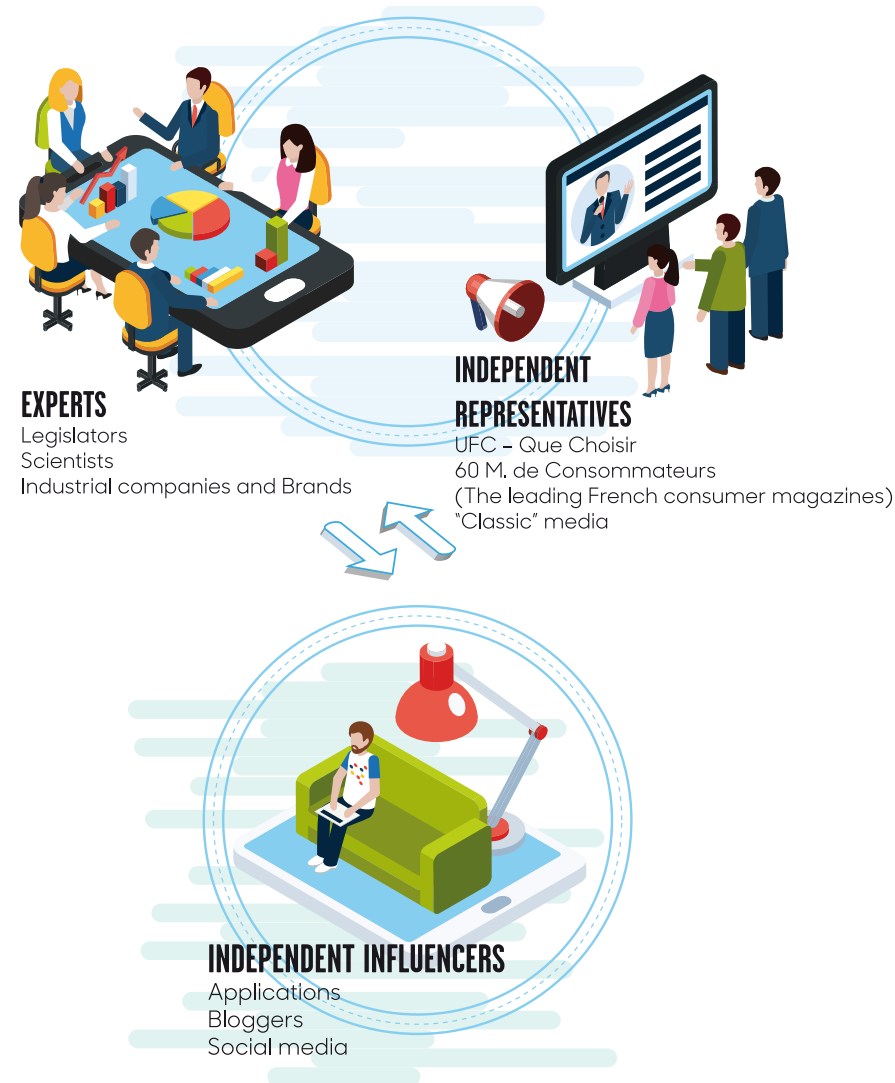 EXPERTS
Legislators
Scientists
Industrial companies and Brands
INDEPENDENT
REPRESENTATIVES
UFC – Que Choisir
60 M. de Consommateurs
(The leading French consumer magazines)
“Classic” media
INDEPENDENT INFLUENCERS
Applications
Bloggers
Social media